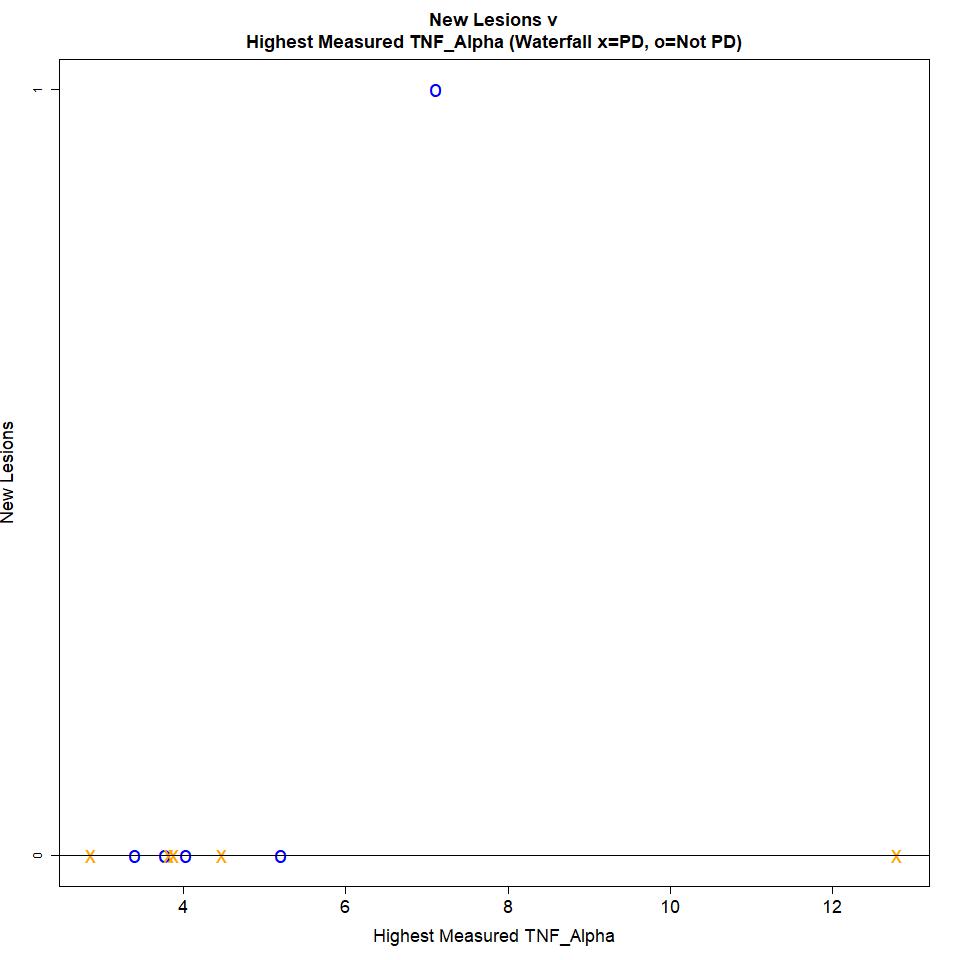 New Lesions v
Highest Measured TNF_Alpha (Waterfall x=PD, o=Not PD)
1
New Lesions
0
4 6 8 10 12
Highest Measured TNF_Alpha